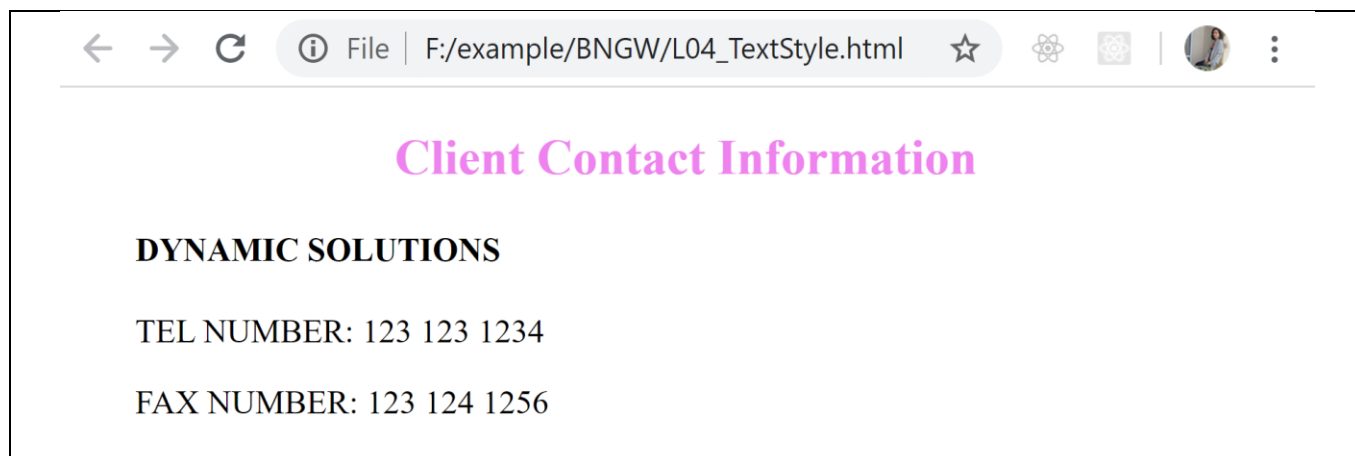 File F:/example/BNGW/L04_TextStyle.html
Client Contact Information
DYNAMIC SOLUTIONS
TEL NUMBER: 123 123 1234
FAX NUMBER: 123 124 1256